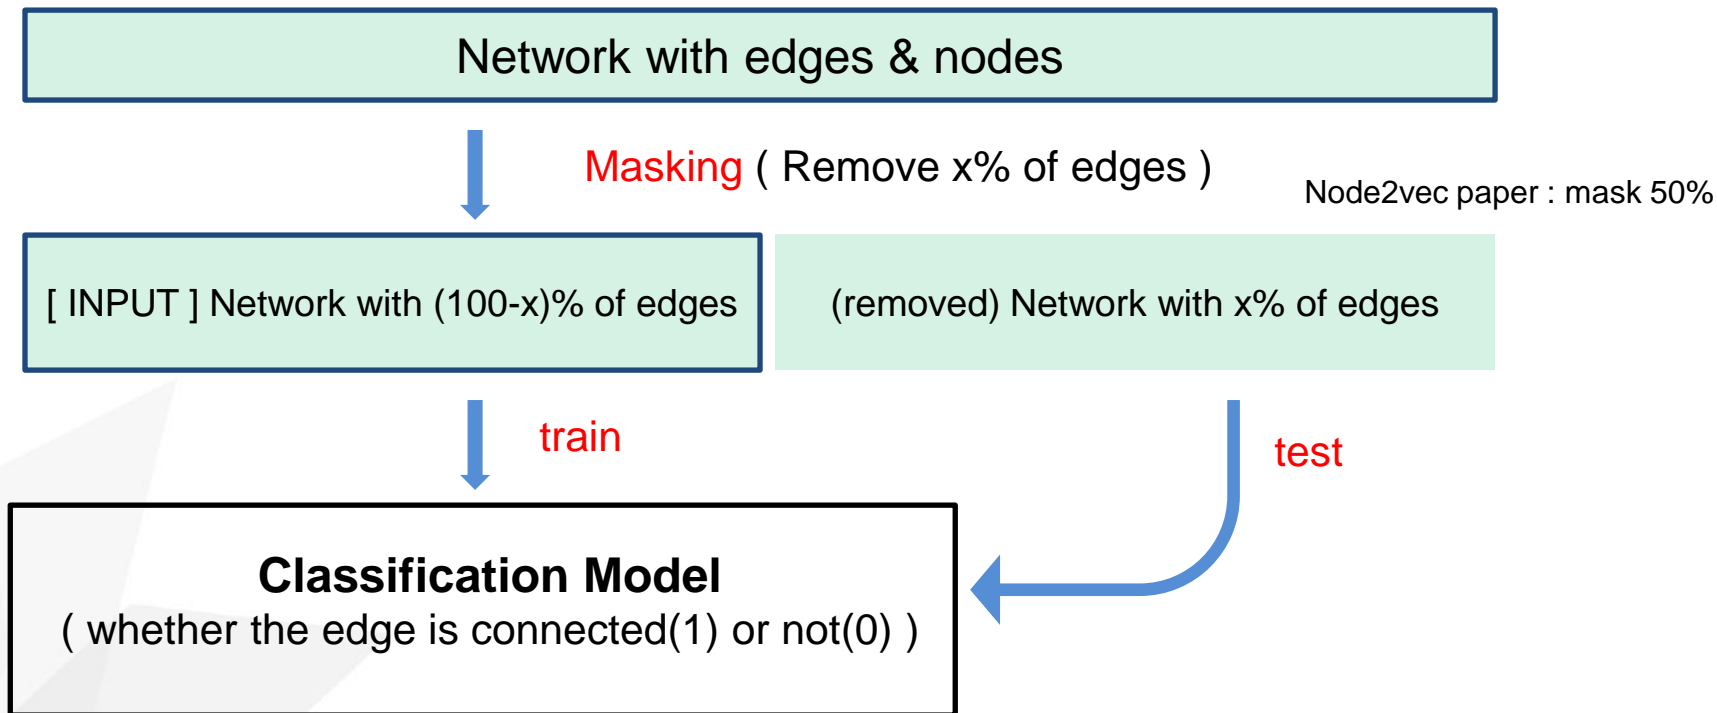 Network with edges & nodes
Masking ( Remove x% of edges )
Node2vec paper : mask 50%
[ INPUT ] Network with (100-x)% of edges
(removed) Network with x% of edges
train
test
Classification Model
( whether the edge is connected(1) or not(0) )